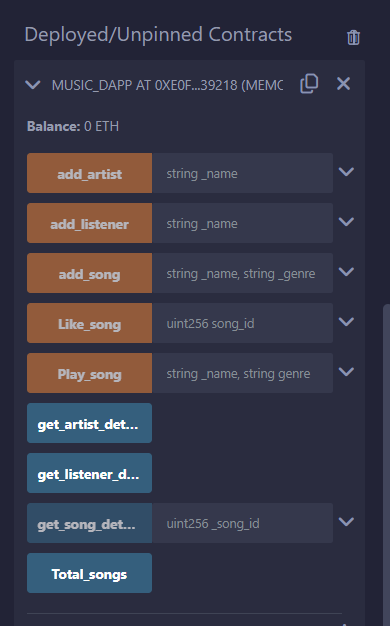 Deployed/Unpinned Contracts
MUSIC_DAPP AT 0XE0F...39218 (MEMO
Balance: 0 ETH
add_artist string _name
add_listener string _name
add_song string _name, string _genre
Like_song uint256 song_id
Play_song string _name, string genre
get_artist_det...
get_listener_d...
get_song_det... uint256 _song_id
Total_songs